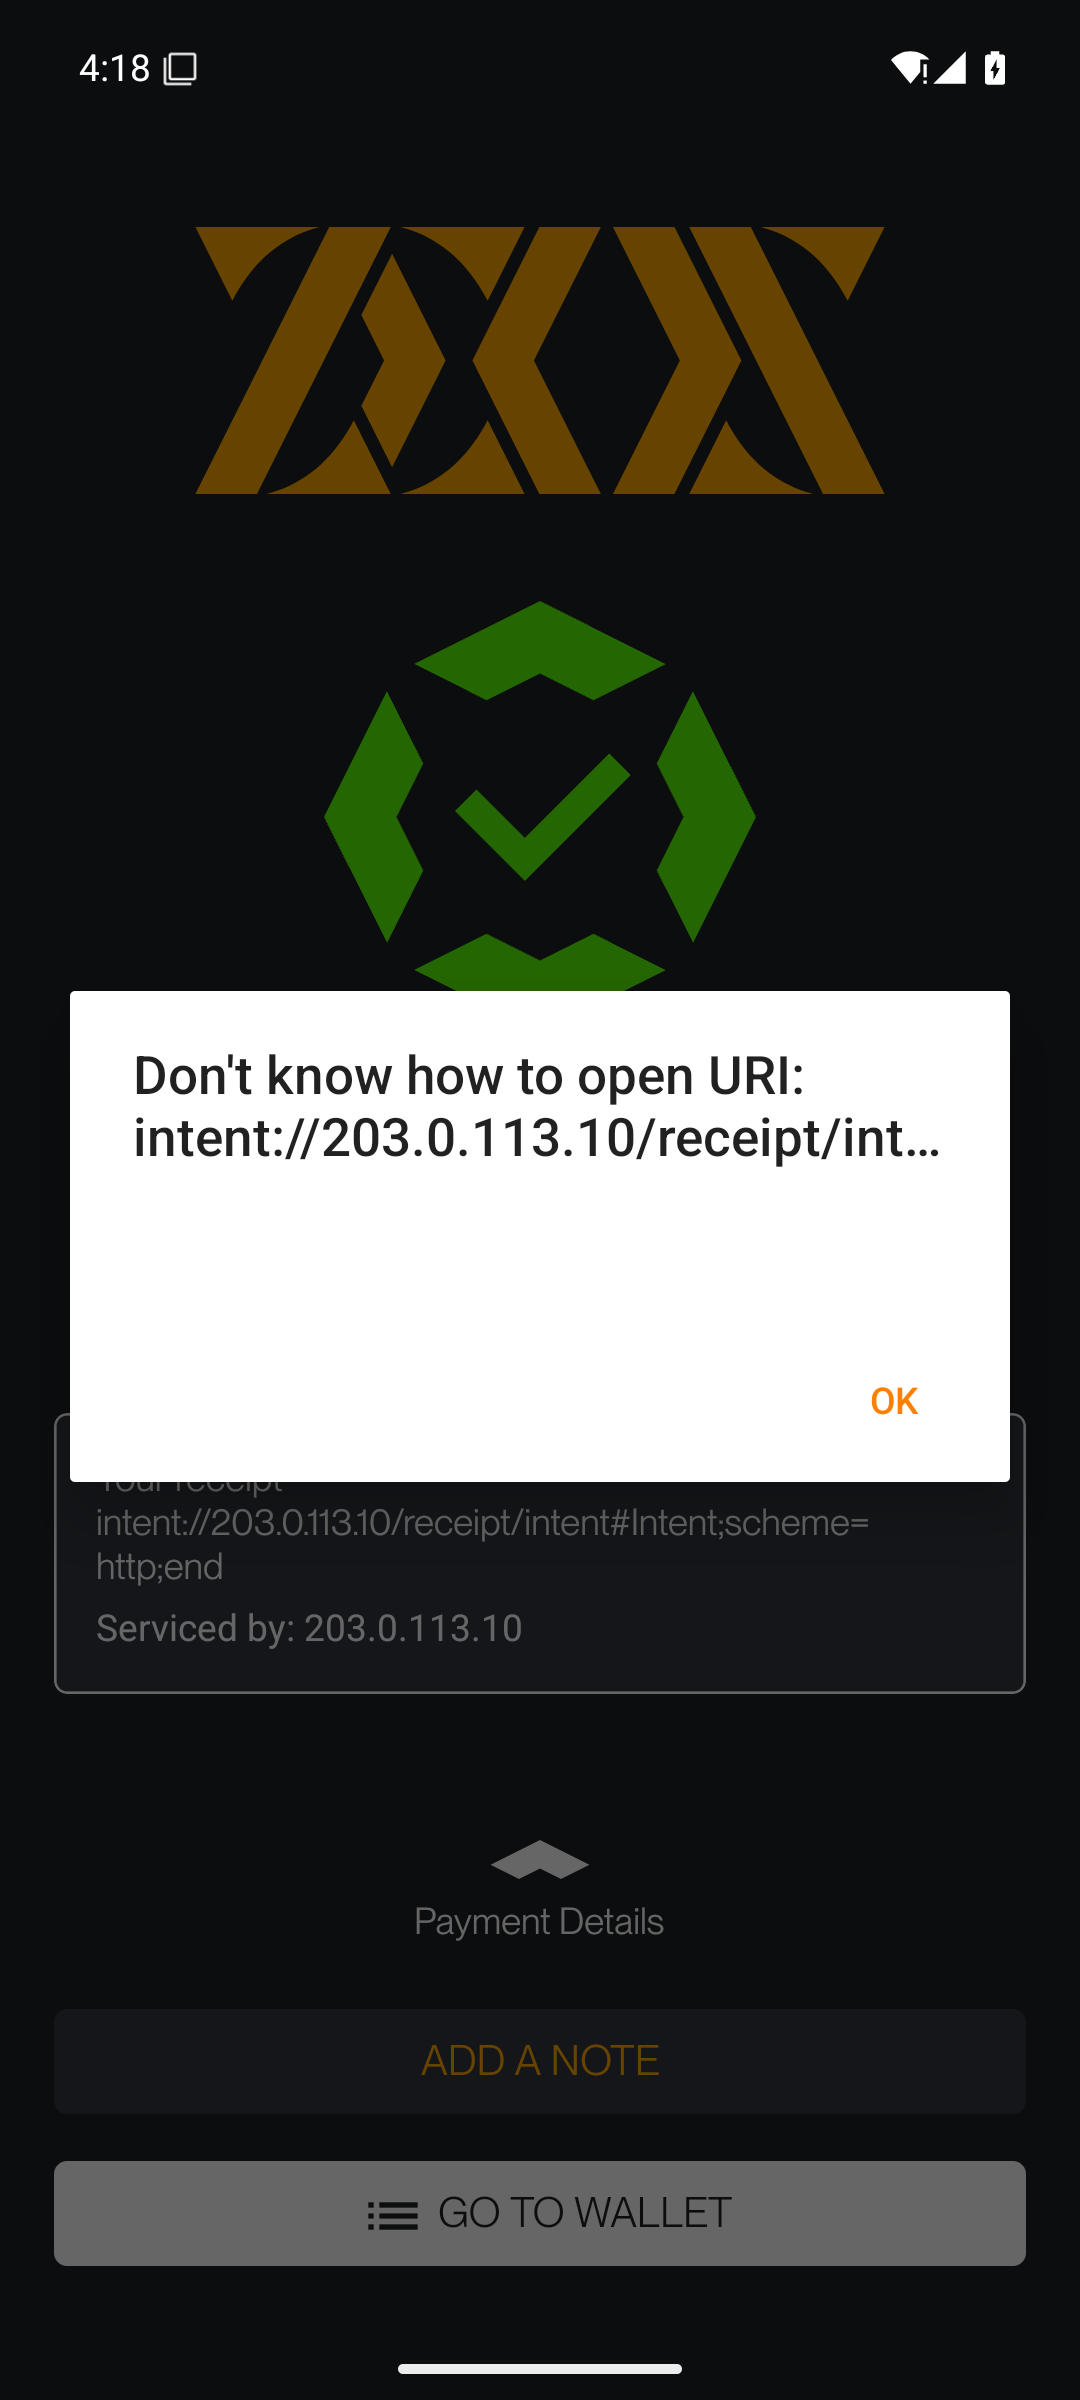 4:18
Don't know how to open URI:
intent://203.0.113.10/receipt/int…
Your receipt
intent://203.0.113.10/receipt/intent#Intent;scheme=
http;end
Serviced by: 203.0.113.10
Payment Details
ADD A NOTE
GO TO WALLET
OK